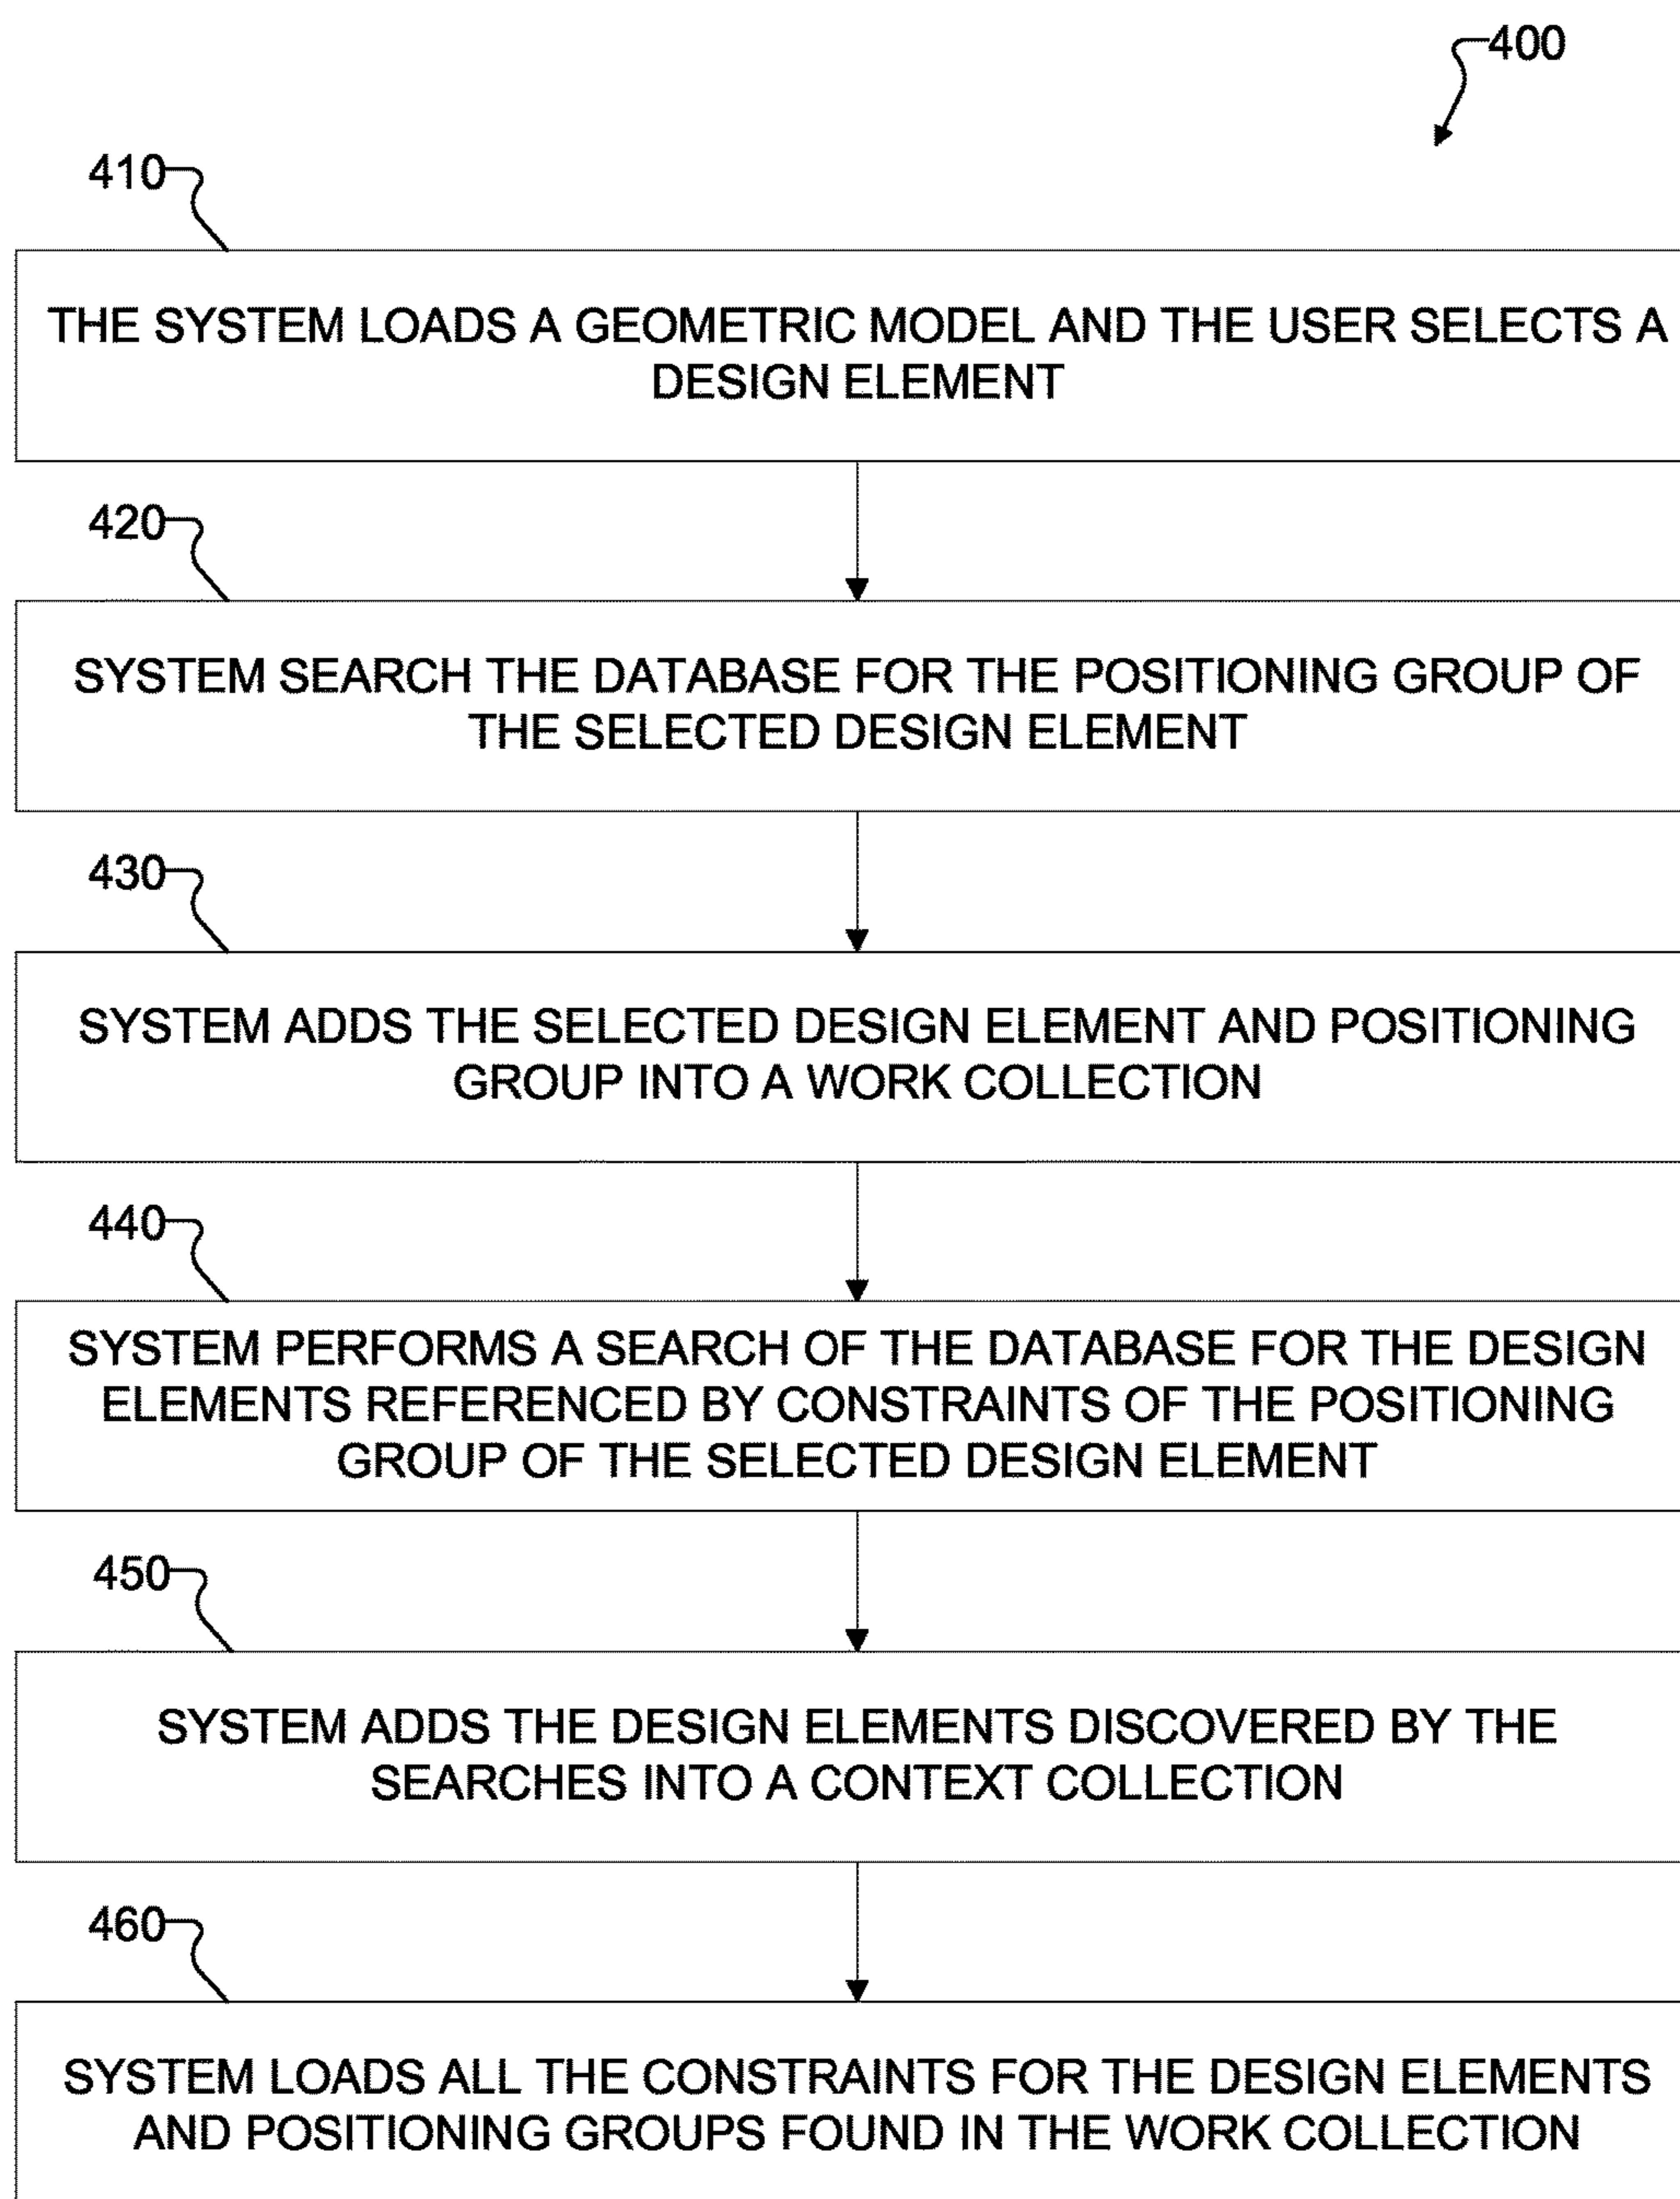 400
410
THE SYSTEM LOADS A GEOMETRIC MODEL AND THE USER SELECTS A
DESIGN ELEMENT
420
SYSTEM SEARCH THE DATABASE FOR THE POSITIONING GROUP OF
THE SELECTED DESIGN ELEMENT
430
SYSTEM ADDS THE SELECTED DESIGN ELEMENT AND POSITIONING
GROUP INTO A WORK COLLECTION
440
SYSTEM PERFORMS A SEARCH OF THE DATABASE FOR THE DESIGN
ELEMENTS REFERENCED BY CONSTRAINTS OF THE POSITIONING
GROUP OF THE SELECTED DESIGN ELEMENT
450
SYSTEM ADDS THE DESIGN ELEMENTS DISCOVERED BY THE
SEARCHES INTO A CONTEXT COLLECTION
460
SYSTEM LOADS ALL THE CONSTRAINTS FOR THE DESIGN ELEMENTS
AND POSITIONING GROUPS FOUND IN THE WORK COLLECTION